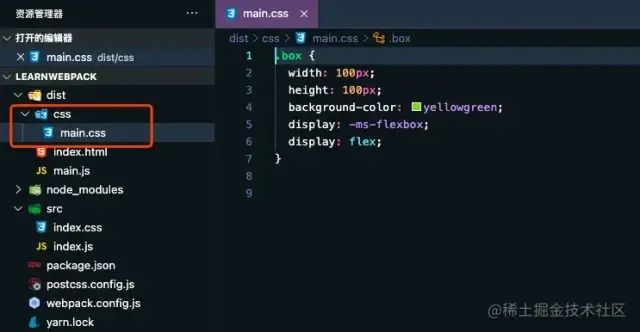 资源管理器
打开的编辑器
main.css dist/css
LEARNWEBPACK
dist
css
main.css
index.html
JS main.js
node_modules
src
index.css
JS index.js
package.json
postcss.config.js
webpack.config.js
yarn.lock
main.css
dist > css > main.css > .box
1 .box {
2 width: 100px;
3 height: 100px;
4 background-color: yellowgreen;
5 display: -ms-flexbox;
6 display: flex;
7 }
8
9
@稀土掘金技术社区